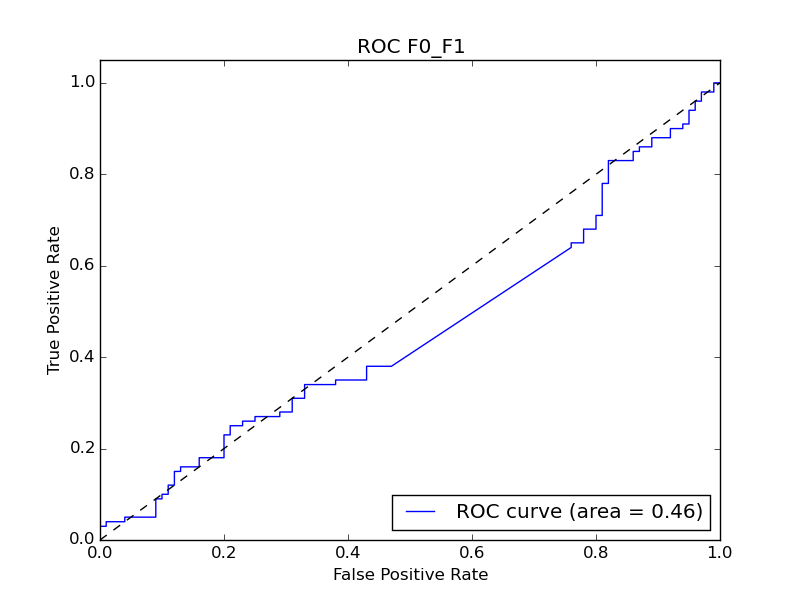 ROC F0_F1
True Positive Rate
1.0
0.8
0.6
0.4
0.2
0.0
ROC curve (area = 0.46)
0.0 0.2 0.4 0.6 0.8 1.0
False Positive Rate